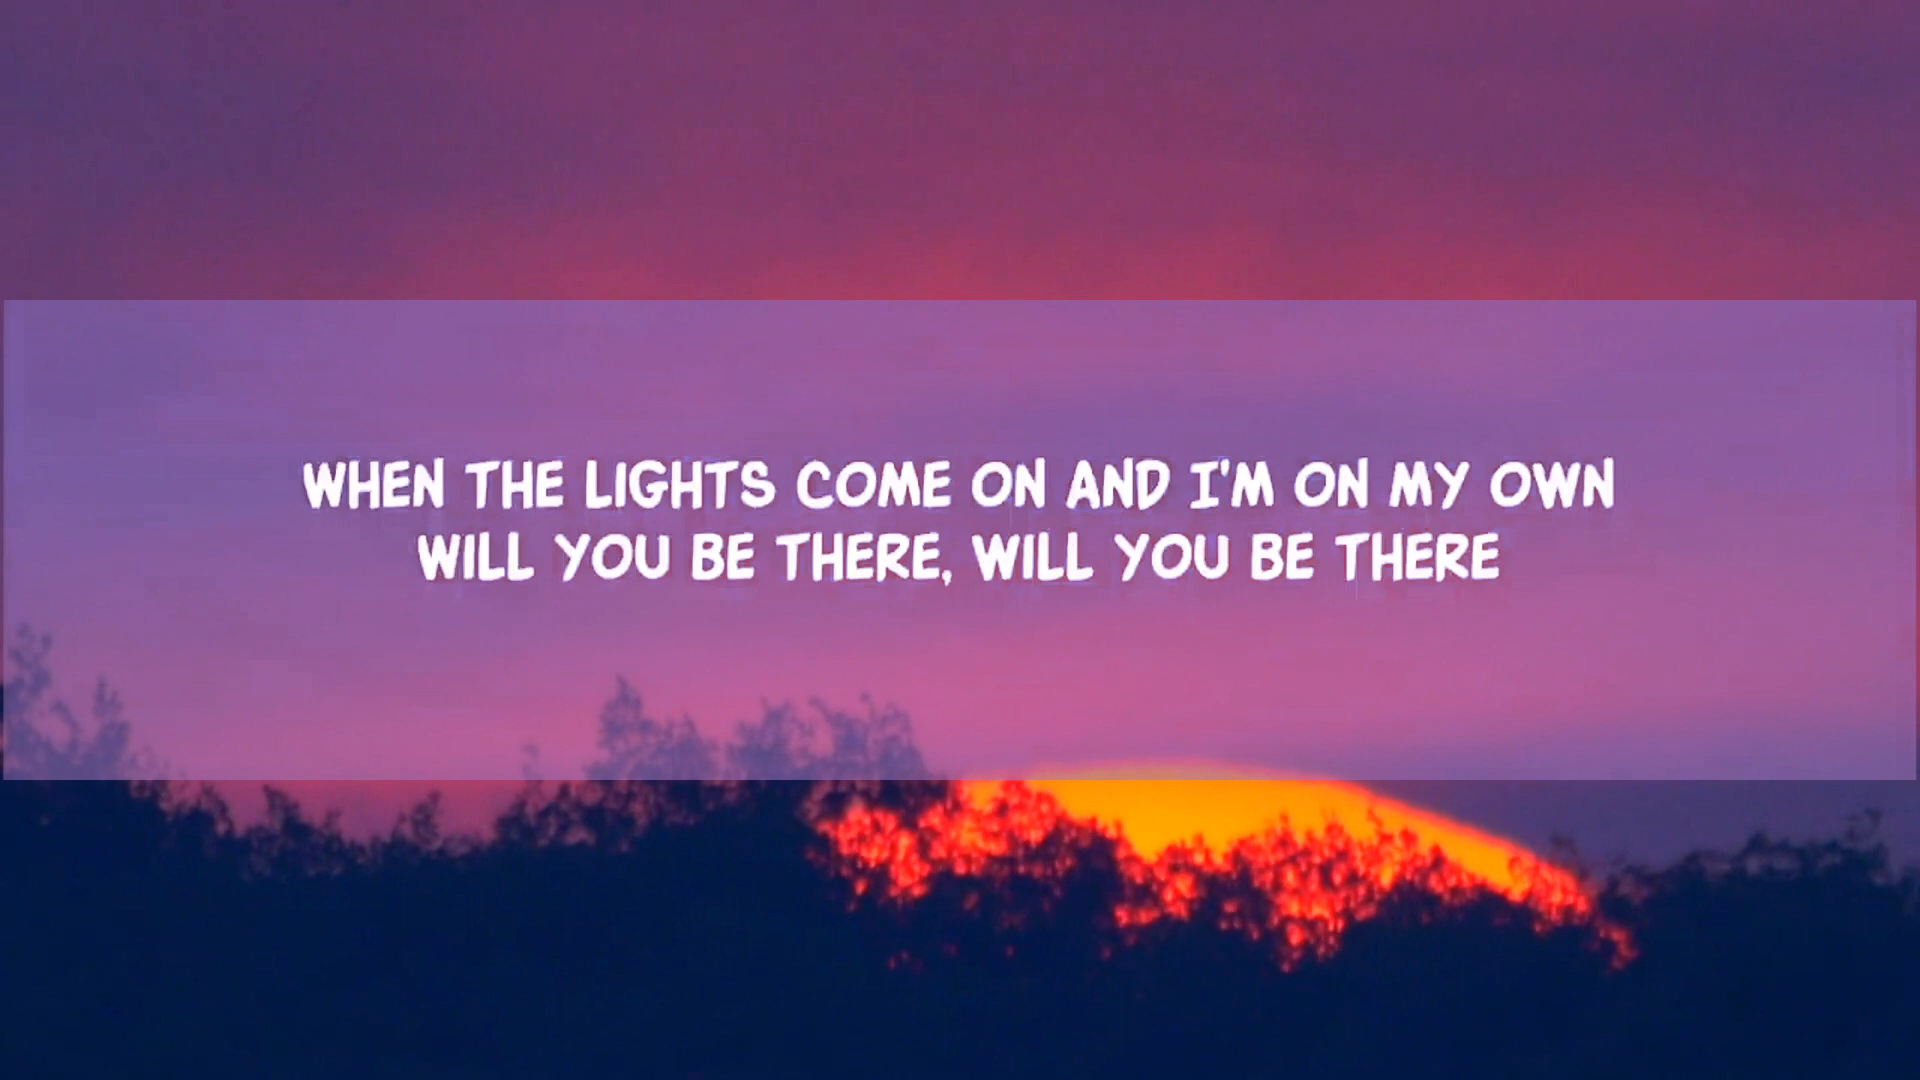 WHEN THE LIGHTS COME ON AND I'M ON MY OWN
WILL YOU BE THERE, WILL YOU BE THERE